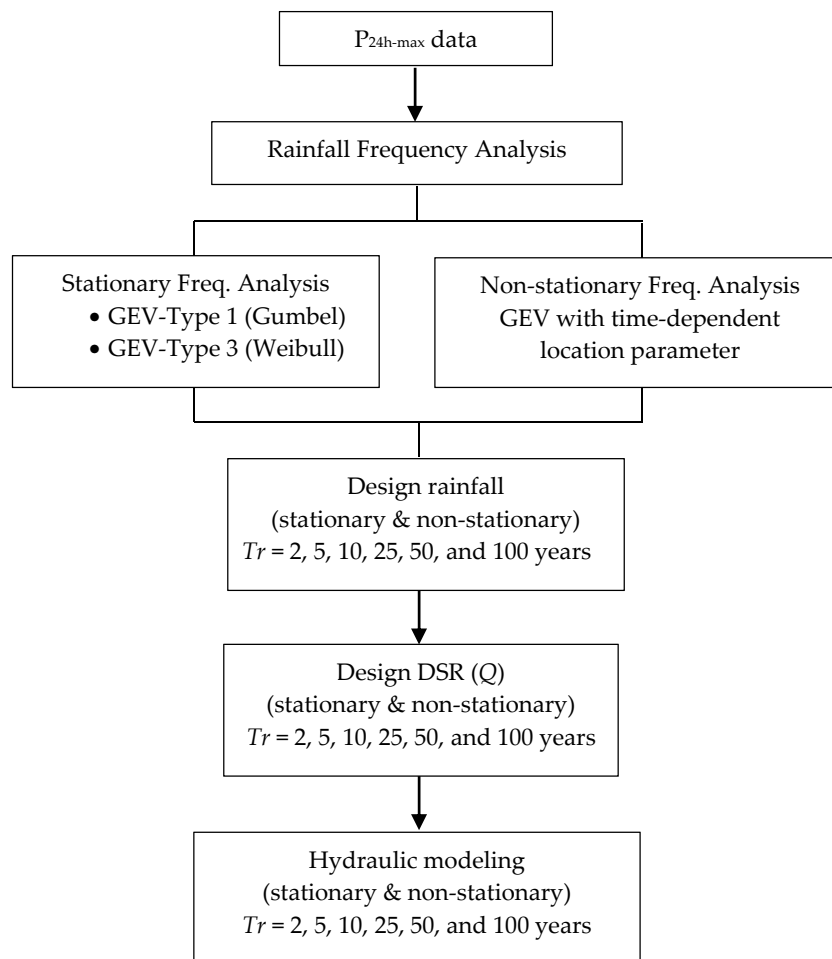 P24h-max data
Rainfall Frequency Analysis
Stationary Freq. Analysis
• GEV-Type 1 (Gumbel)
• GEV-Type 3 (Weibull)
Non-stationary Freq. Analysis
GEV with time-dependent
location parameter
Design rainfall
(stationary & non-stationary)
Tr = 2, 5, 10, 25, 50, and 100 years
Design DSR (Q)
(stationary & non-stationary)
Tr = 2, 5, 10, 25, 50, and 100 years
Hydraulic modeling
(stationary & non-stationary)
Tr = 2, 5, 10, 25, 50, and 100 years